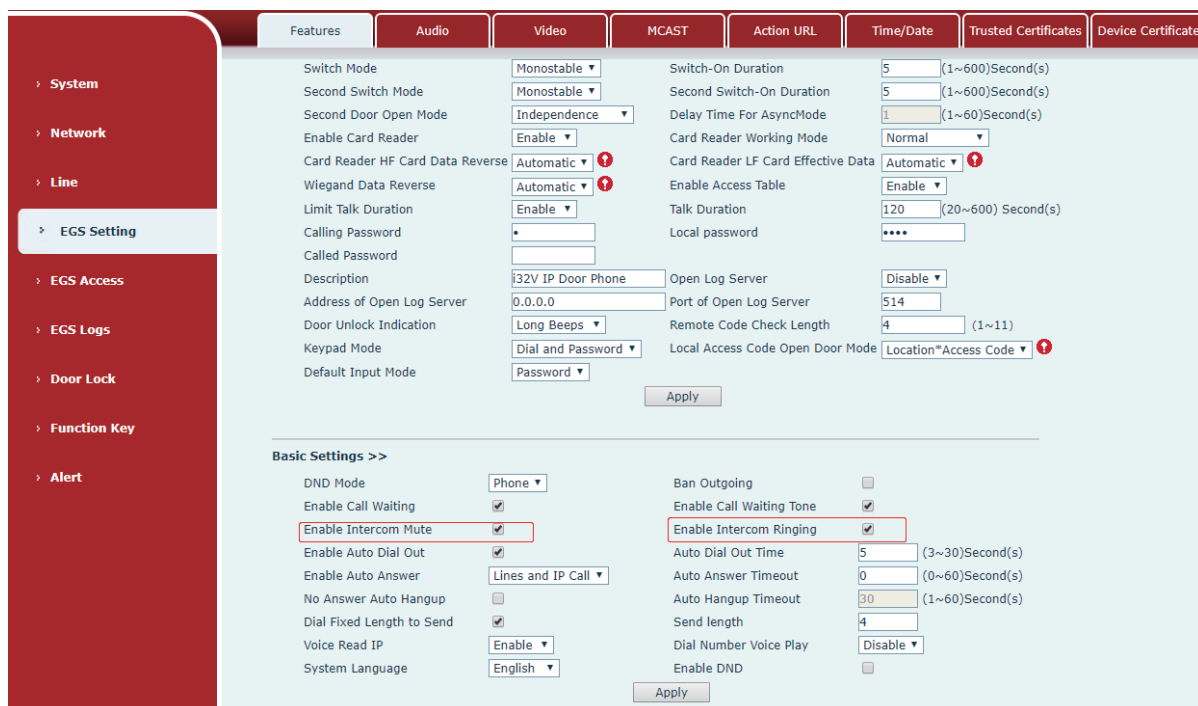 Features Audio Video MCAST Action URL Time/Date Trusted Certificates Device Certificate
› System
› Network
› Line
› EGS Setting
› EGS Access
› EGS Logs
› Door Lock
› Function Key
› Alert
Switch Mode Monostable ▼ Switch-On Duration 5 (1~600)Second(s)
Second Switch Mode Monostable ▼ Second Switch-On Duration 5 (1~600)Second(s)
Second Door Open Mode Independence ▼ Delay Time For AsyncMode 1 (1~60)Second(s)
Enable Card Reader Enable ▼ Card Reader Working Mode Normal ▼
Card Reader HF Card Data Reverse Automatic ▼ Card Reader LF Card Effective Data Automatic ▼
Wiegand Data Reverse Automatic ▼ Enable Access Table Enable ▼
Limit Talk Duration Enable ▼ Talk Duration 120 (20~600) Second(s)
Calling Password • Local password ••••
Called Password
Description i32V IP Door Phone Open Log Server Disable ▼
Address of Open Log Server 0.0.0.0 Port of Open Log Server 514
Door Unlock Indication Long Beeps ▼ Remote Code Check Length 4 (1~11)
Keypad Mode Dial and Password ▼ Local Access Code Open Door Mode Location*Access Code ▼
Default Input Mode Password ▼
Apply
Basic Settings >>
DND Mode Phone ▼ Ban Outgoing
Enable Call Waiting Enable Call Waiting Tone
Enable Intercom Mute Enable Intercom Ringing
Enable Auto Dial Out Auto Dial Out Time 5 (3~30)Second(s)
Enable Auto Answer Lines and IP Call ▼ Auto Answer Timeout 0 (0~60)Second(s)
No Answer Auto Hangup Auto Hangup Timeout 30 (1~60)Second(s)
Dial Fixed Length to Send Send length 4
Voice Read IP Enable ▼ Dial Number Voice Play Disable ▼
System Language English ▼ Enable DND
Apply